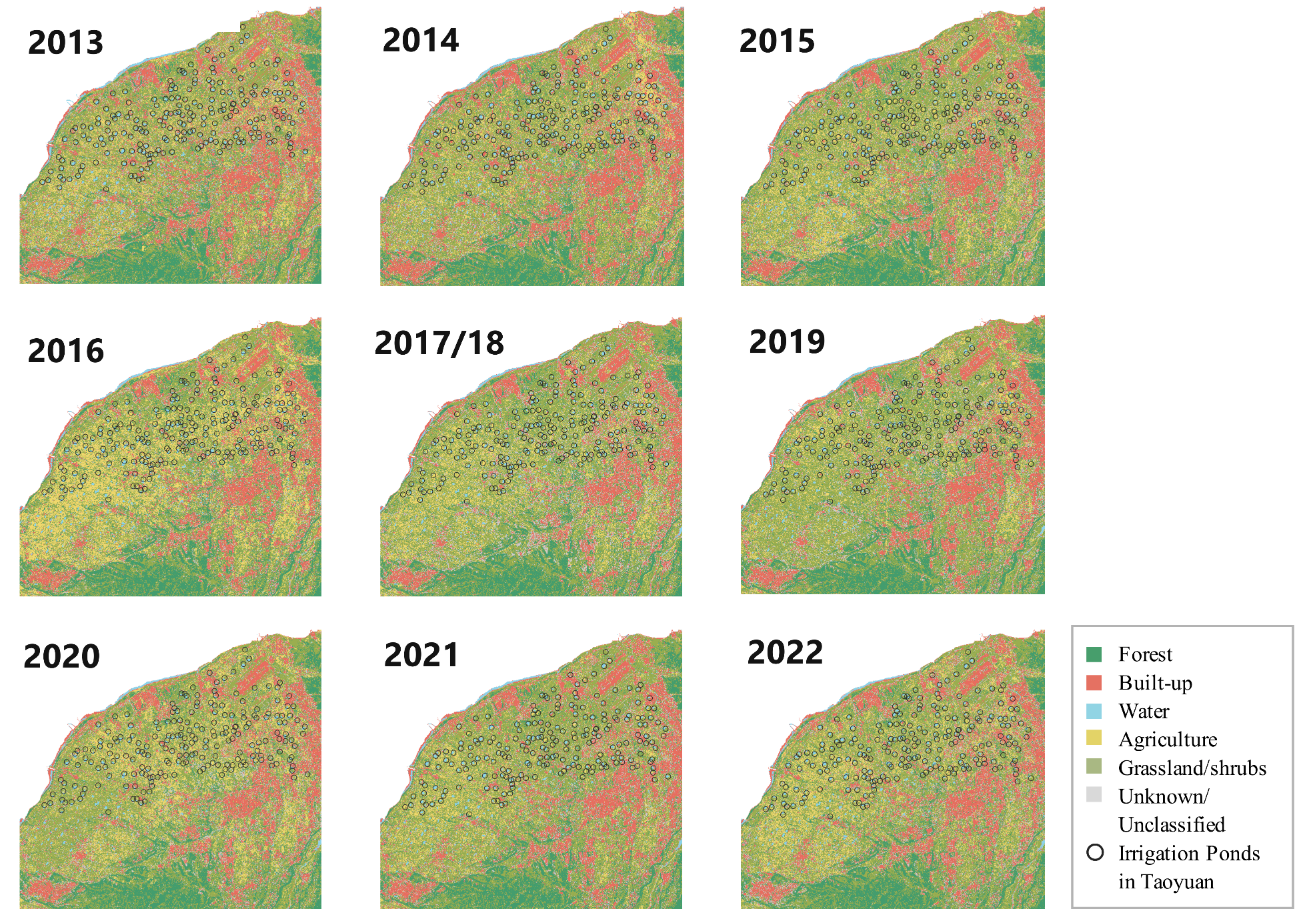 2013
2014
2015
2016
2017/18
2019
2020
2021
2022
Forest
Built-up
Water
Agriculture
Grassland/shrubs
Unknown/
Unclassified
Irrigation Ponds
in Taoyuan